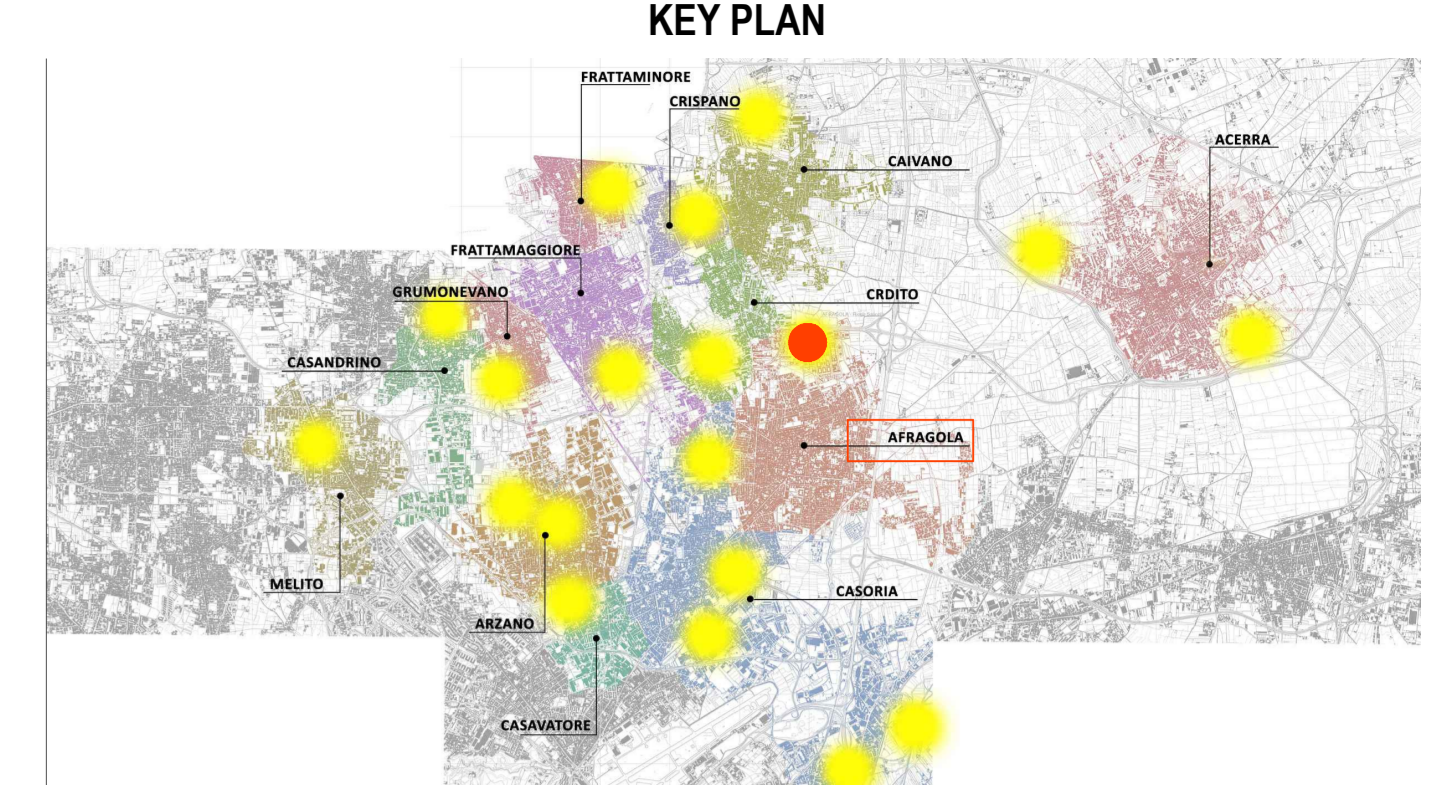 KEY PLAN
FRATTAMINORE
CRISPANO
ACERRA
CAIVANO
FRATTAMAGGIORE
GRUMONEVANO
CRDITO
CASANDRINO
AFRAGOLA
MELITO
CASORIA
ARZANO
CASAVATORE